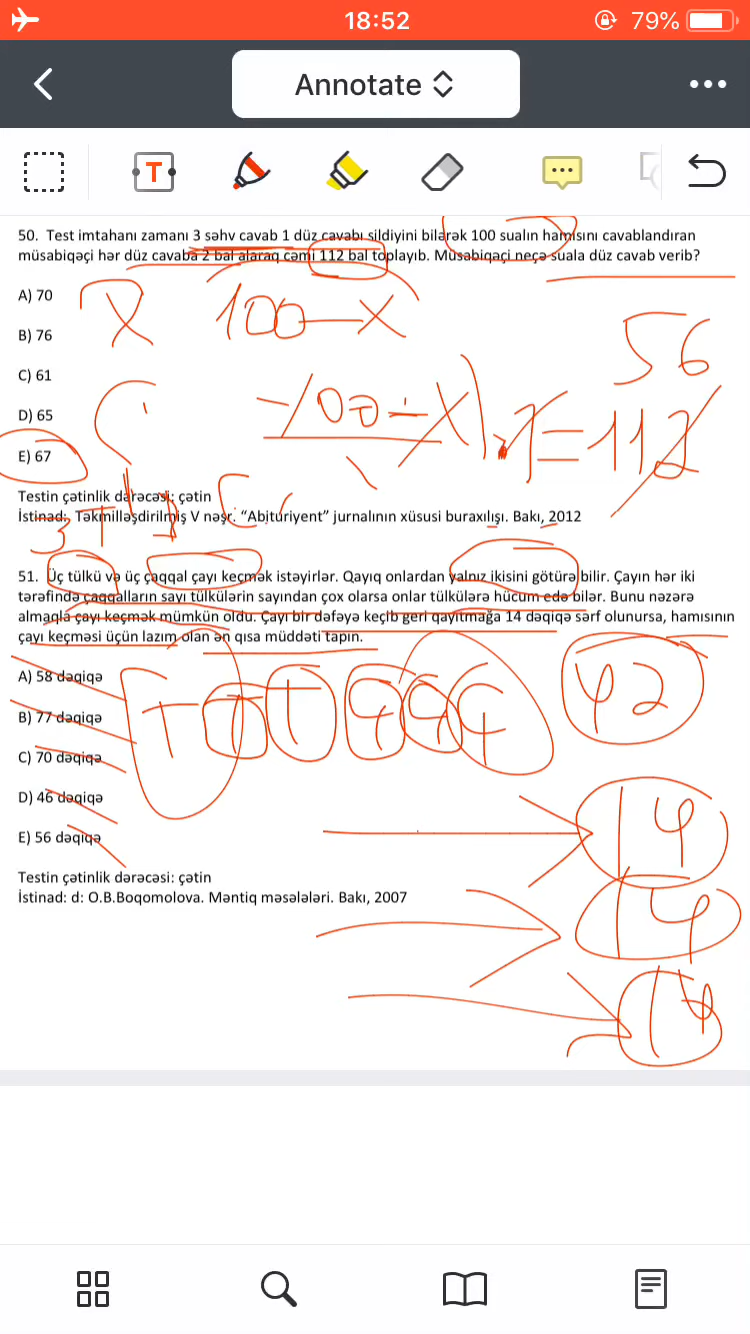 18:52
79%
Annotate
T
50. Test imtahanı zamanı 3 səhv cavab 1 düz cavabı sildiyini bilərək 100 sualın hamısını cavablandıran
müsabiqəçi hər düz cavaba 2 bal alaraq cəmi 112 bal toplayıb. Müsabiqəçi neçə suala düz cavab verib?
A) 70
X 100-X
56
B) 76
C) 61
D) 65
E) 67
Testin çətinlik dərəcəsi: çətin
İstinad: Təkmilləşdirilmiş V nəşr. “Abituriyent” jurnalının xüsusi buraxılışı. Bakı, 2012
51. Üç tülkü və üç çaqqal çayı keçmək istəyirlər. Qayıq onlardan yalnız ikisini götürə bilir. Çayın hər iki
tərəfində çaqqalların sayı tülkülərin sayından çox olarsa onlar tülkülərə hücum edə bilər. Bunu nəzərə
almaqla çayı keçmək mümkün oldu. Çayı bir dəfəyə keçib geri qayıtmağa 14 dəqiqə sərf olunursa, hamısının
çayı keçməsi üçün lazım olan ən qısa müddəti tapın.
A) 58 dəqiqə
42
B) 77 dəqiqə
C) 70 dəqiqə
D) 46 dəqiqə
14
E) 56 dəqiqə
Testin çətinlik dərəcəsi: çətin
İstinad: d: O.B.Boqomolova. Məntiq məsələləri. Bakı, 2007
14
14